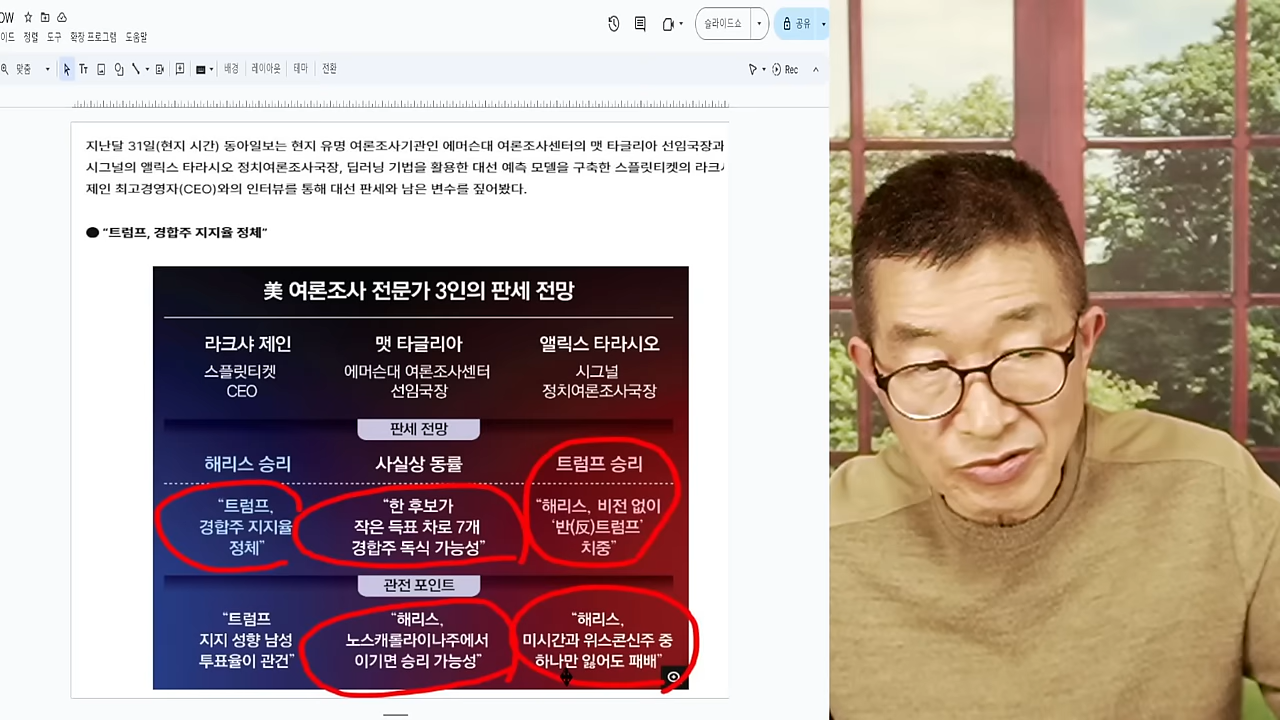 OW
이드 정렬 도구 확장 프로그램 도움말
슬라이드쇼
공유
맞춤
Tт
배경 레이아웃 테마 전환
Rec
지난달 31일(현지 시간) 동아일보는 현지 유명 여론조사기관인 에머슨대 여론조사센터의 맷 타글리아 선임국장과
시그널의 앨릭스 타라시오 정치여론조사국장, 딥러닝 기법을 활용한 대선 예측 모델을 구축한 스플릿티켓의 라크샤
제인 최고경영자(CEO)와의 인터뷰를 통해 대선 판세와 남은 변수를 짚어봤다.
● “트럼프, 경합주 지지율 정체”
美 여론조사 전문가 3인의 판세 전망
라크샤 제인
스플릿티켓
CEO
맷 타글리아
에머슨대 여론조사센터
선임국장
앨릭스 타라시오
시그널
정치여론조사국장
판세 전망
해리스 승리
“트럼프,
경합주 지지율
정체”
사실상 동률
“한 후보가
작은 득표 차로 7개
경합주 독식 가능성”
트럼프 승리
“해리스, 비전 없이
‘반(反)트럼프’
치중”
관전 포인트
“트럼프
지지 성향 남성
투표율이 관건”
“해리스,
노스캐롤라이나주에서
이기면 승리 가능성”
“해리스,
미시간과 위스콘신주 중
하나만 잃어도 패배”